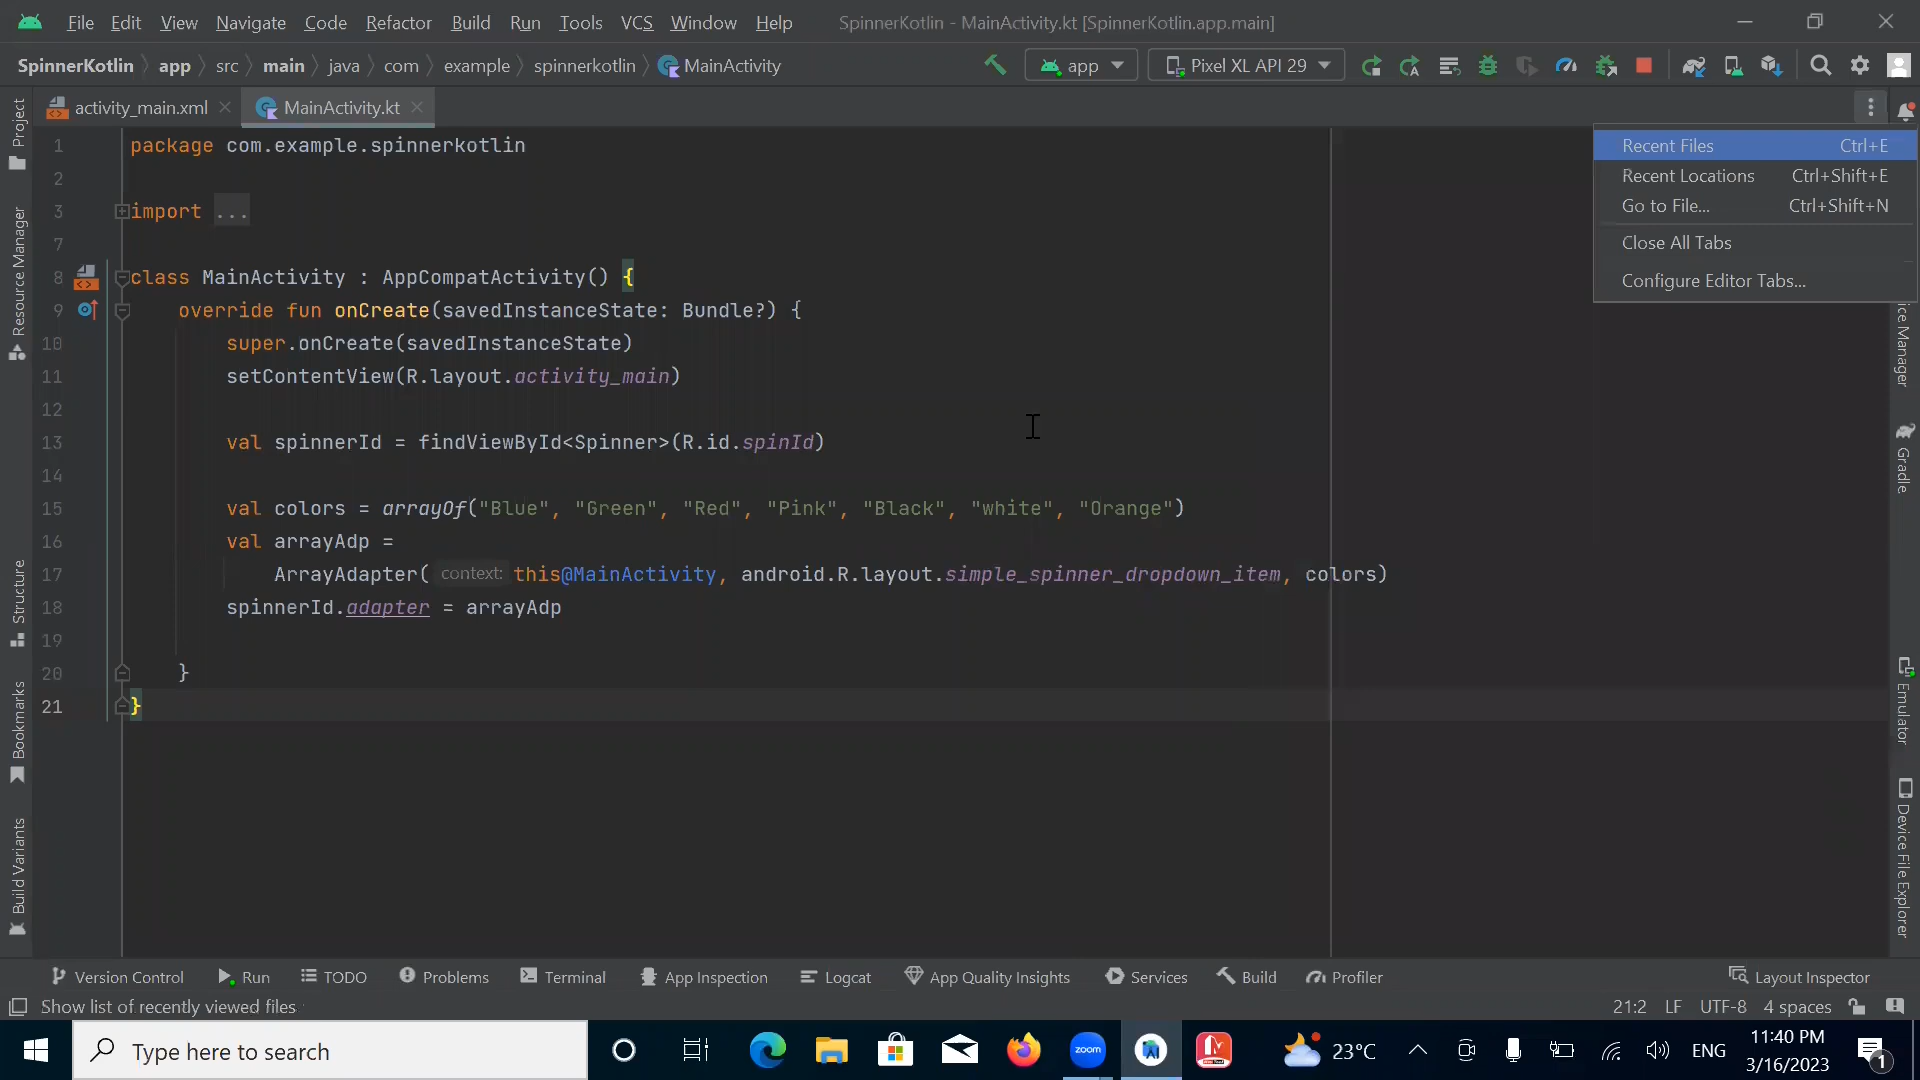 File Edit View Navigate Code Refactor Build Run Tools VCS Window Help SpinnerKotlin - MainActivity.kt [SpinnerKotlin.app.main]
SpinnerKotlin app src main java com example spinnerkotlin MainActivity app Pixel XL API 29
activity_main.xml MainActivity.kt
Recent Files Ctrl+E
Recent Locations Ctrl+Shift+E
Go to File... Ctrl+Shift+N
Close All Tabs
Configure Editor Tabs...
Project
Resource Manager
Structure
Bookmarks
Build Variants
1 package com.example.spinnerkotlin
2
3 import ...
7
8 class MainActivity : AppCompatActivity() {
9 override fun onCreate(savedInstanceState: Bundle?) {
10 super.onCreate(savedInstanceState)
11 setContentView(R.layout.activity_main)
12
13 val spinnerId = findViewById<Spinner>(R.id.spinId)
14
15 val colors = arrayOf("Blue", "Green", "Red", "Pink", "Black", "white", "Orange")
16 val arrayAdp =
17 ArrayAdapter( context: this@MainActivity, android.R.layout.simple_spinner_dropdown_item, colors)
18 spinnerId.adapter = arrayAdp
19
20 }
21 }
Manager
Gradle
Emulator
Device File Explorer
Version Control Run TODO Problems Terminal App Inspection Logcat App Quality Insights Services Build Profiler Layout Inspector
Show list of recently viewed files 21:2 LF UTF-8 4 spaces
Type here to search zoom 23°C ENG 11:40 PM
3/16/2023 1